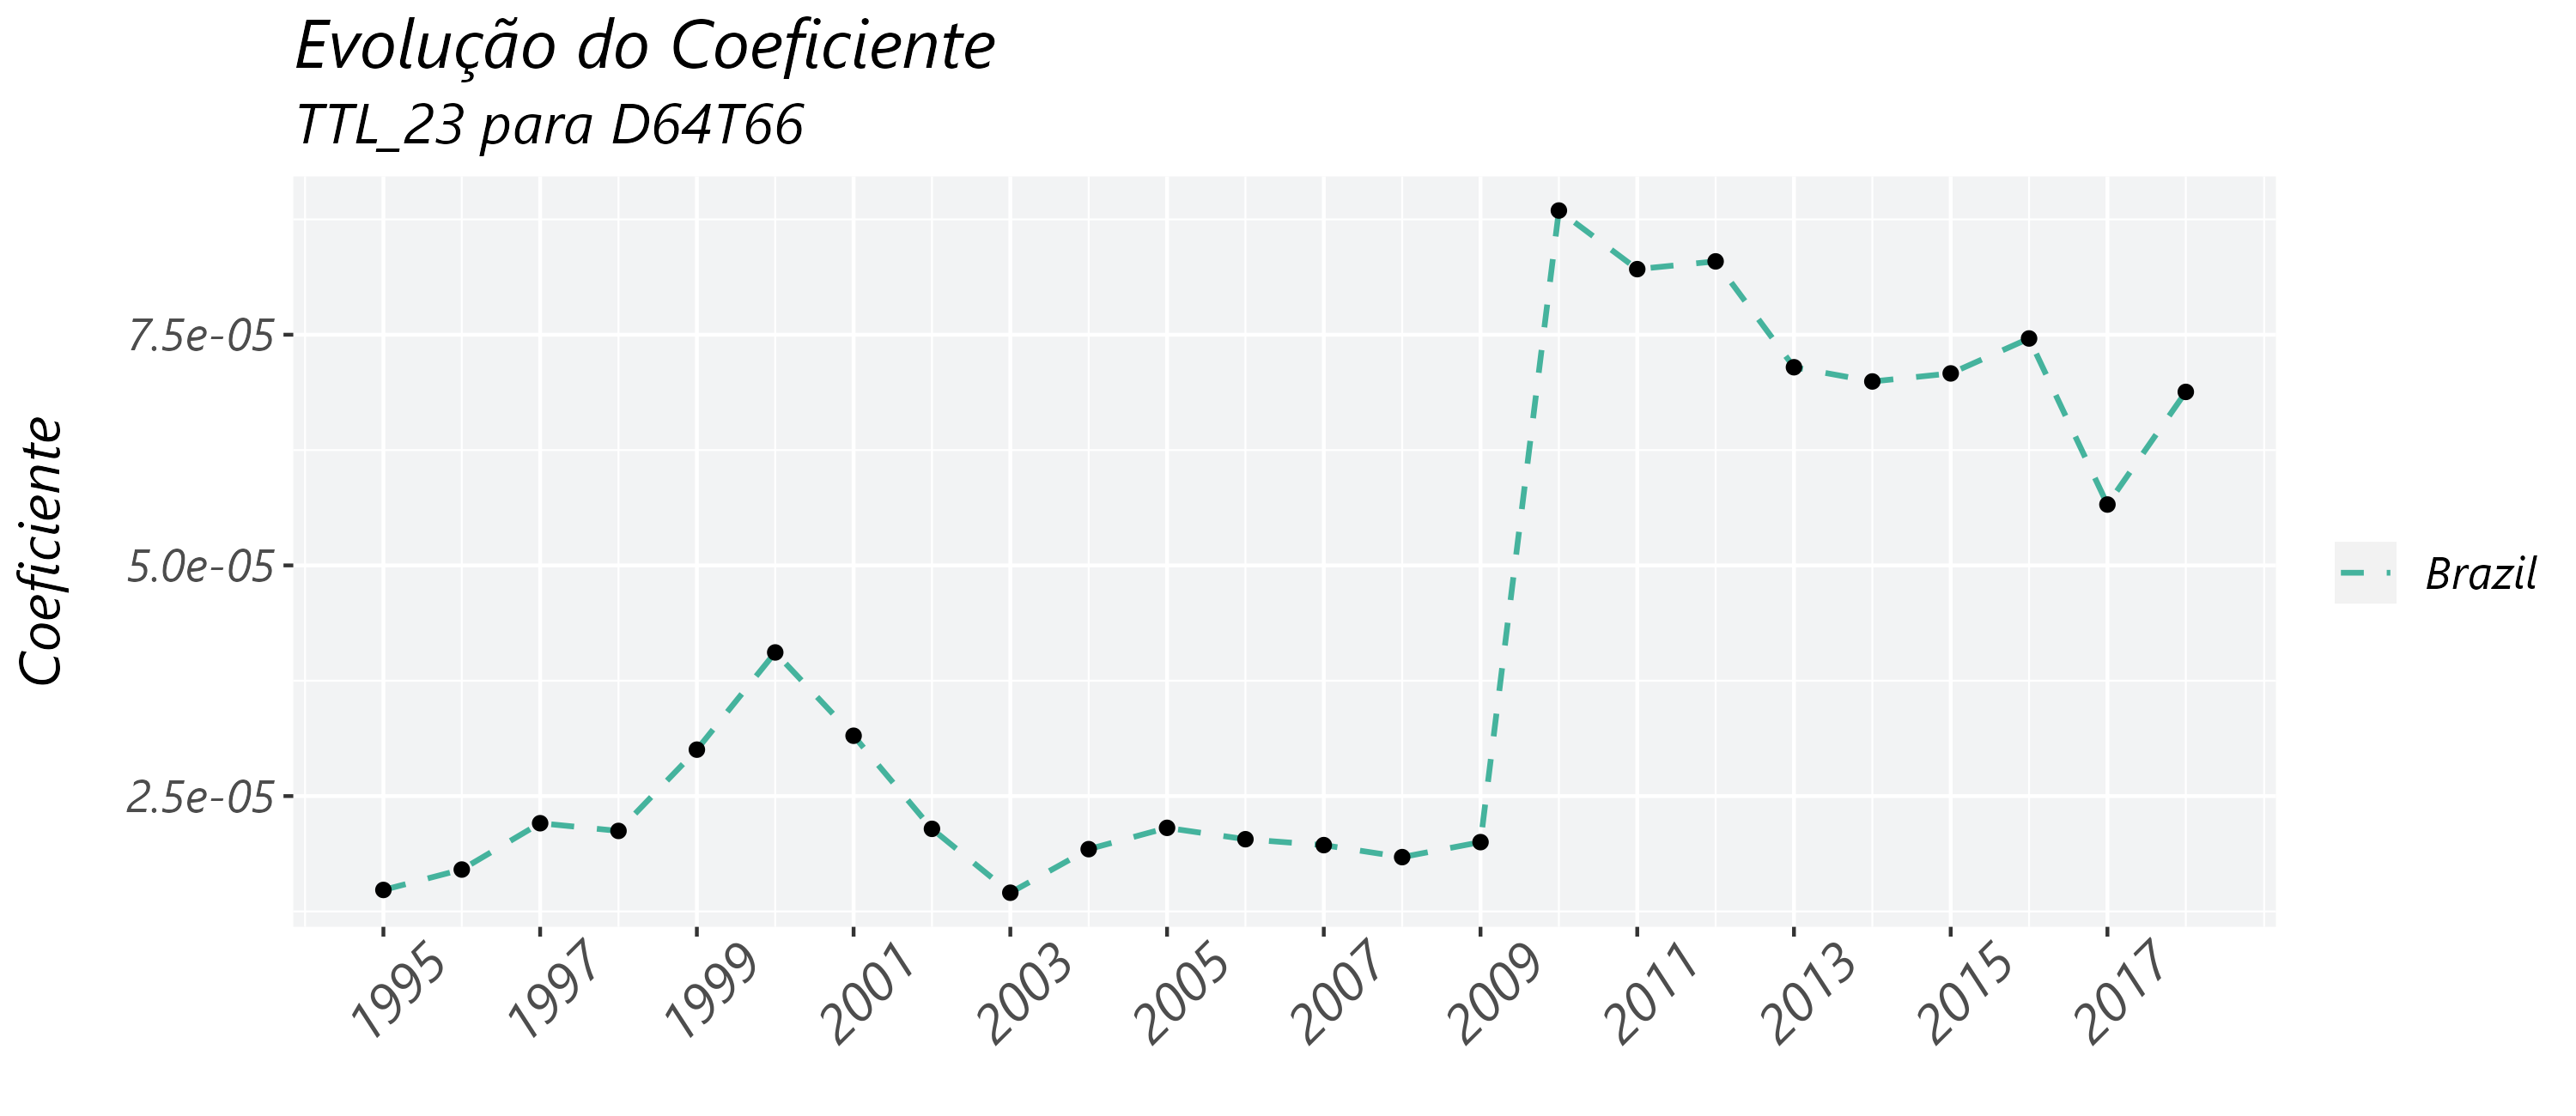 Evolução do Coeficiente
TTL_23 para D64T66
Coeficiente
7.5e-05
5.0e-05
2.5e-05
1995
1997
1999
2001
2003
2005
2007
2009
2011
2013
2015
2017
Brazil